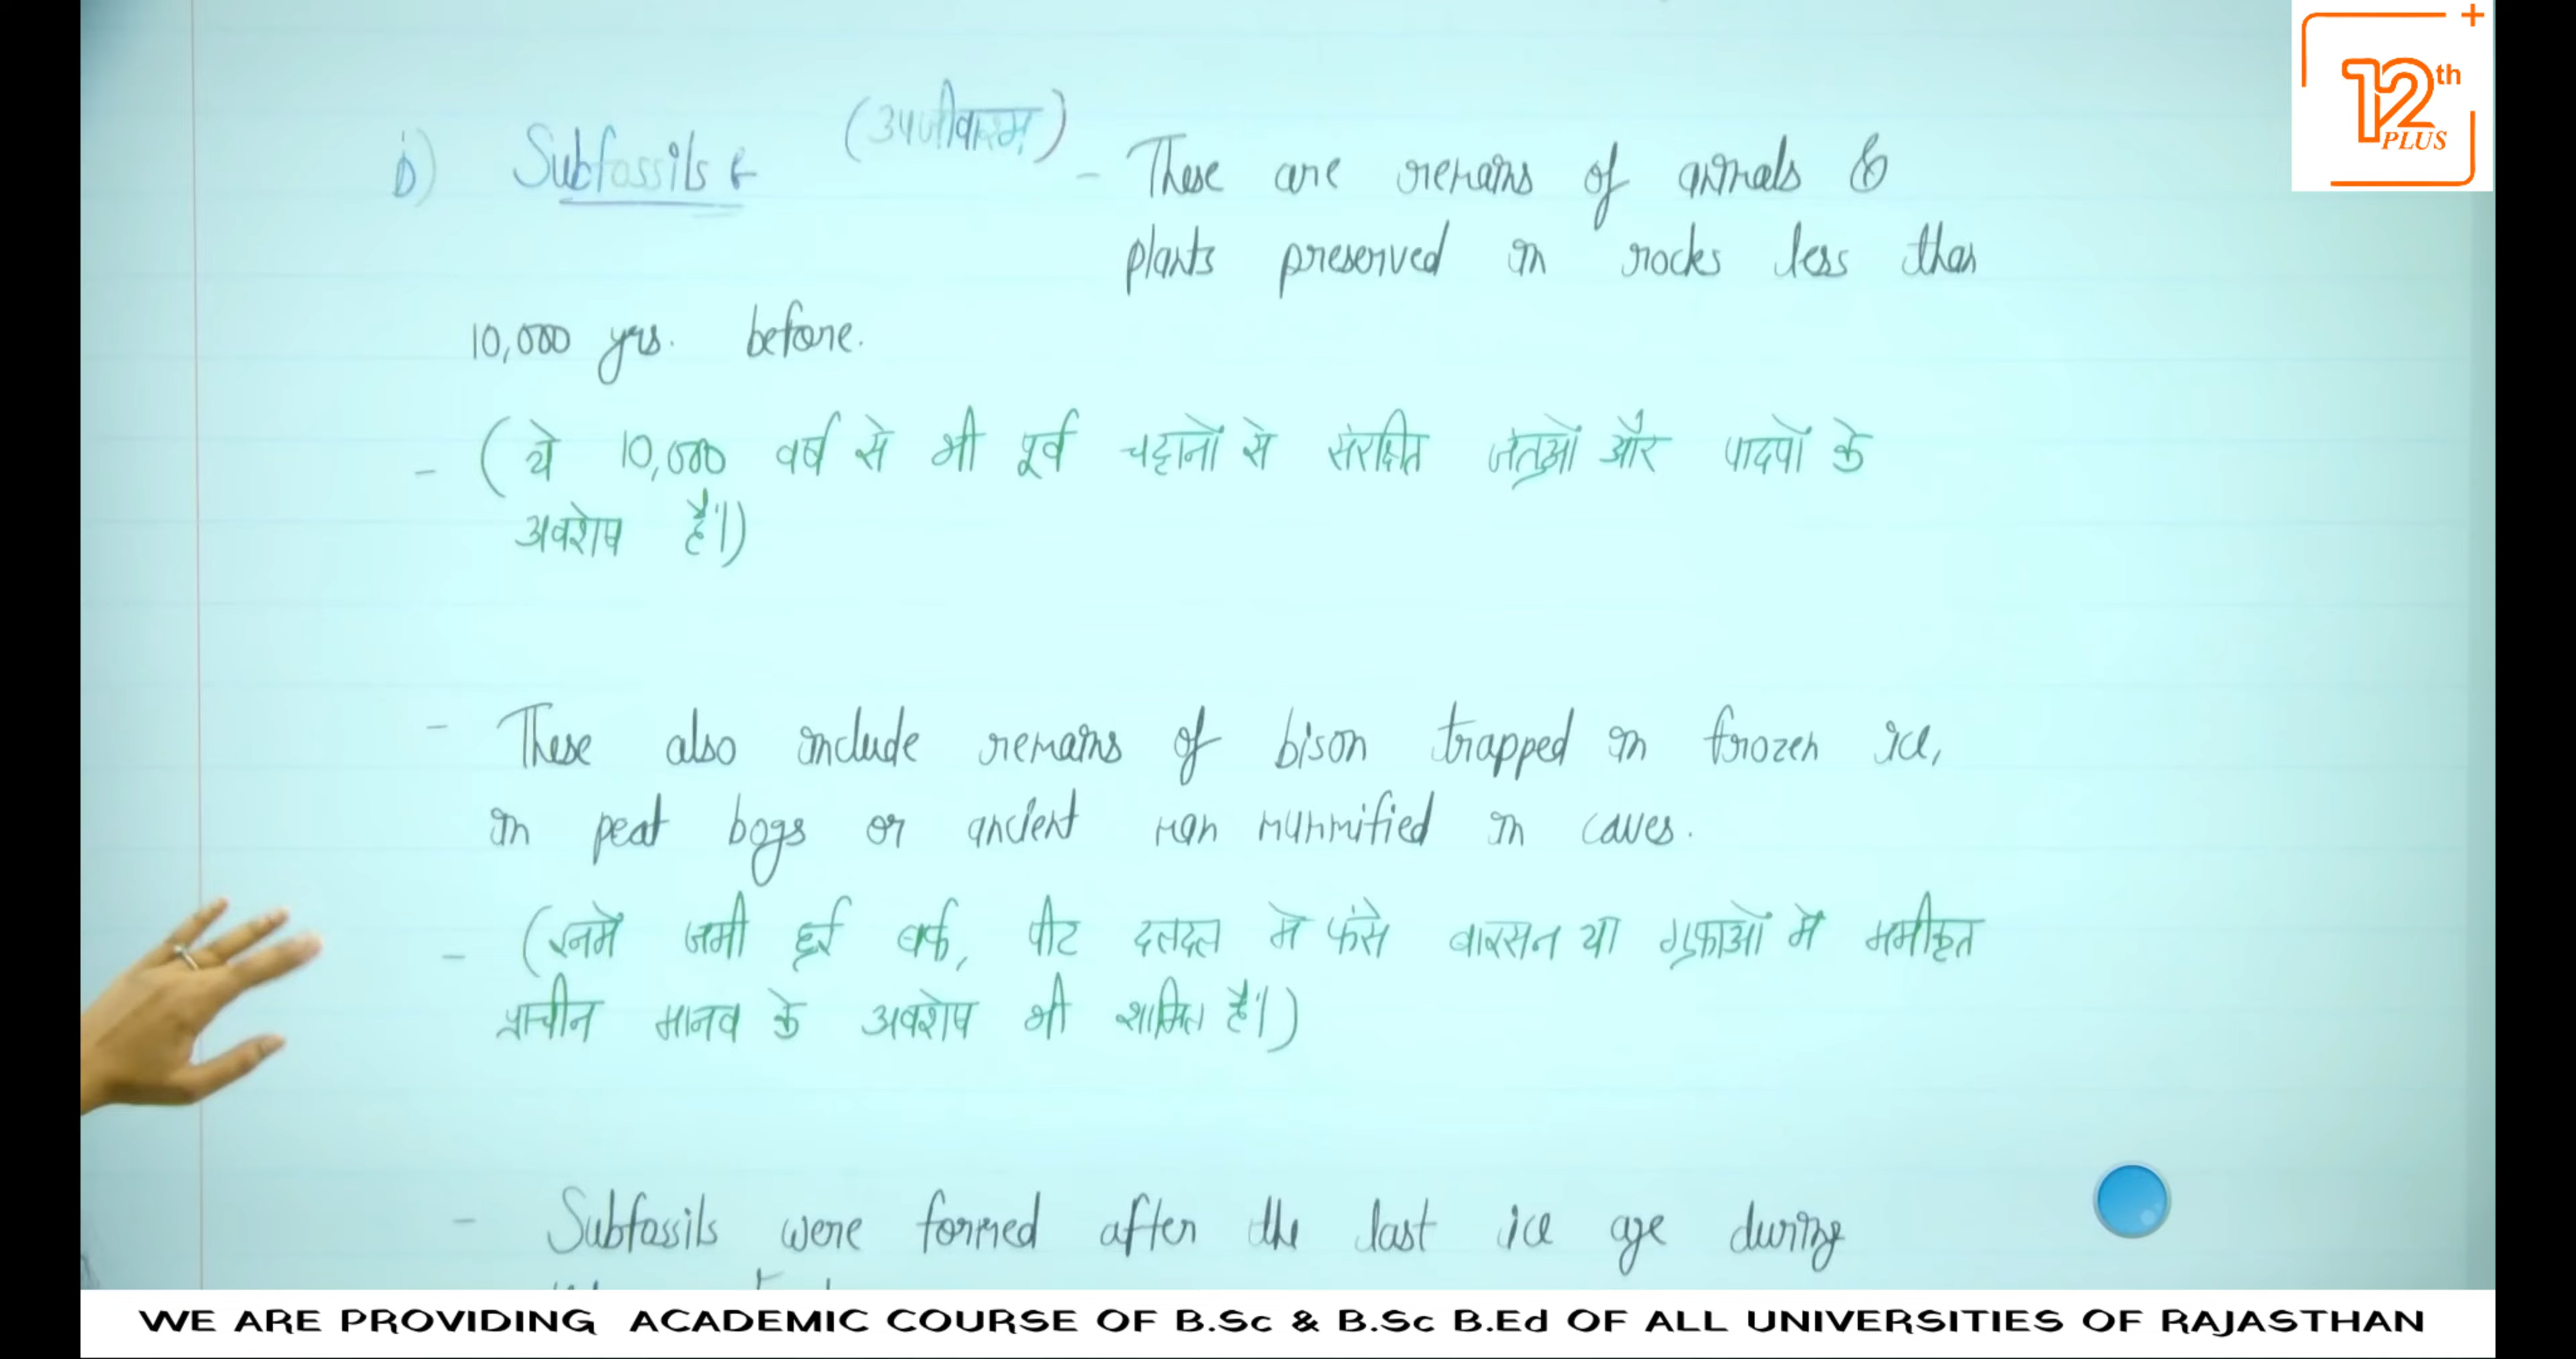 12th
PLUS
i) Subfossils (उपजीवाश्म) - These are remains of animals &
plants preserved in rocks less than
10,000 yrs. before.
- (ये 10,000 वर्ष से भी पूर्व चट्टानों से संरक्षित जंतुओं और पादपों के
अवशेष हैं।)
- These also include remains of bison trapped in frozen ice,
in peat bogs or ancient man mummified in caves.
- (इनमें जमी हुई बर्फ, पीट दलदल में फंसे बाइसन या गुफाओं में ममीकृत
प्राचीन मानव के अवशेष भी शामिल हैं।)
- Subfossils were formed after the last ice age during
WE ARE PROVIDING ACADEMIC COURSE OF B.Sc & B.Sc B.Ed OF ALL UNIVERSITIES OF RAJASTHAN